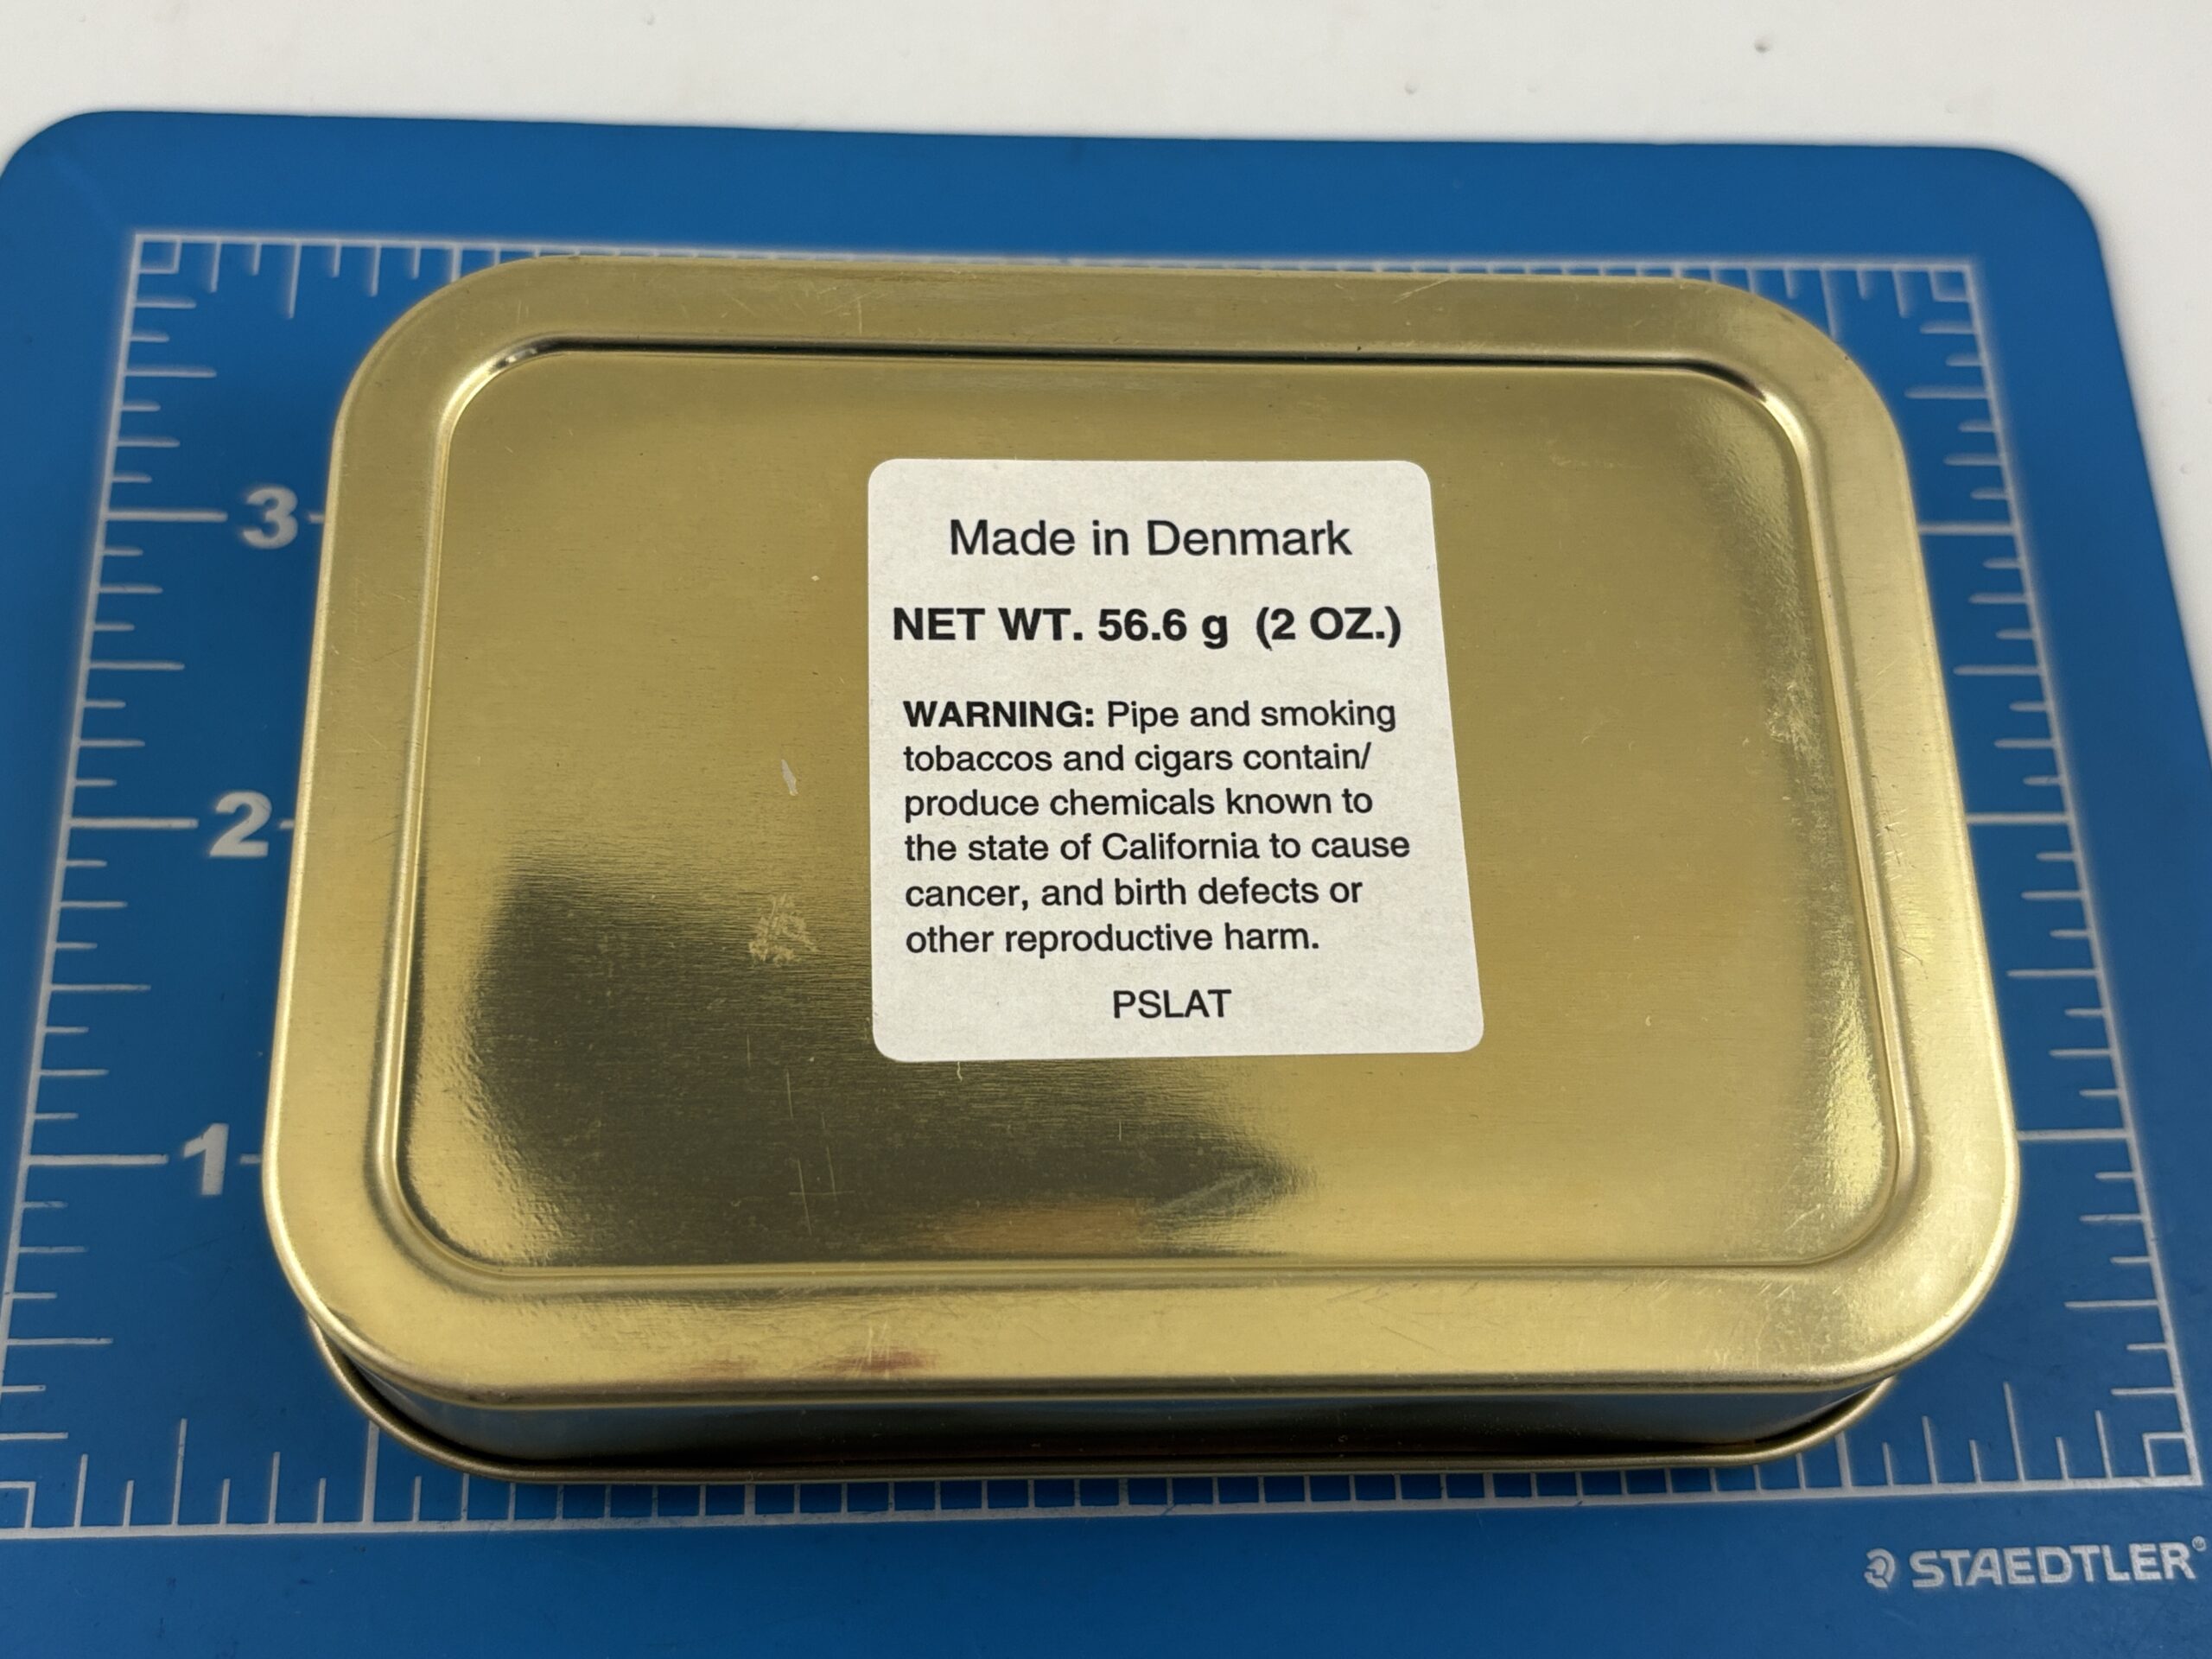 Made in Denmark
NET WT. 56.6 g (2 OZ.)
WARNING: Pipe and smoking
tobaccos and cigars contain/
produce chemicals known to
the state of California to cause
cancer, and birth defects or
other reproductive harm.
PSLAT
3
2
1
STAEDTLER®